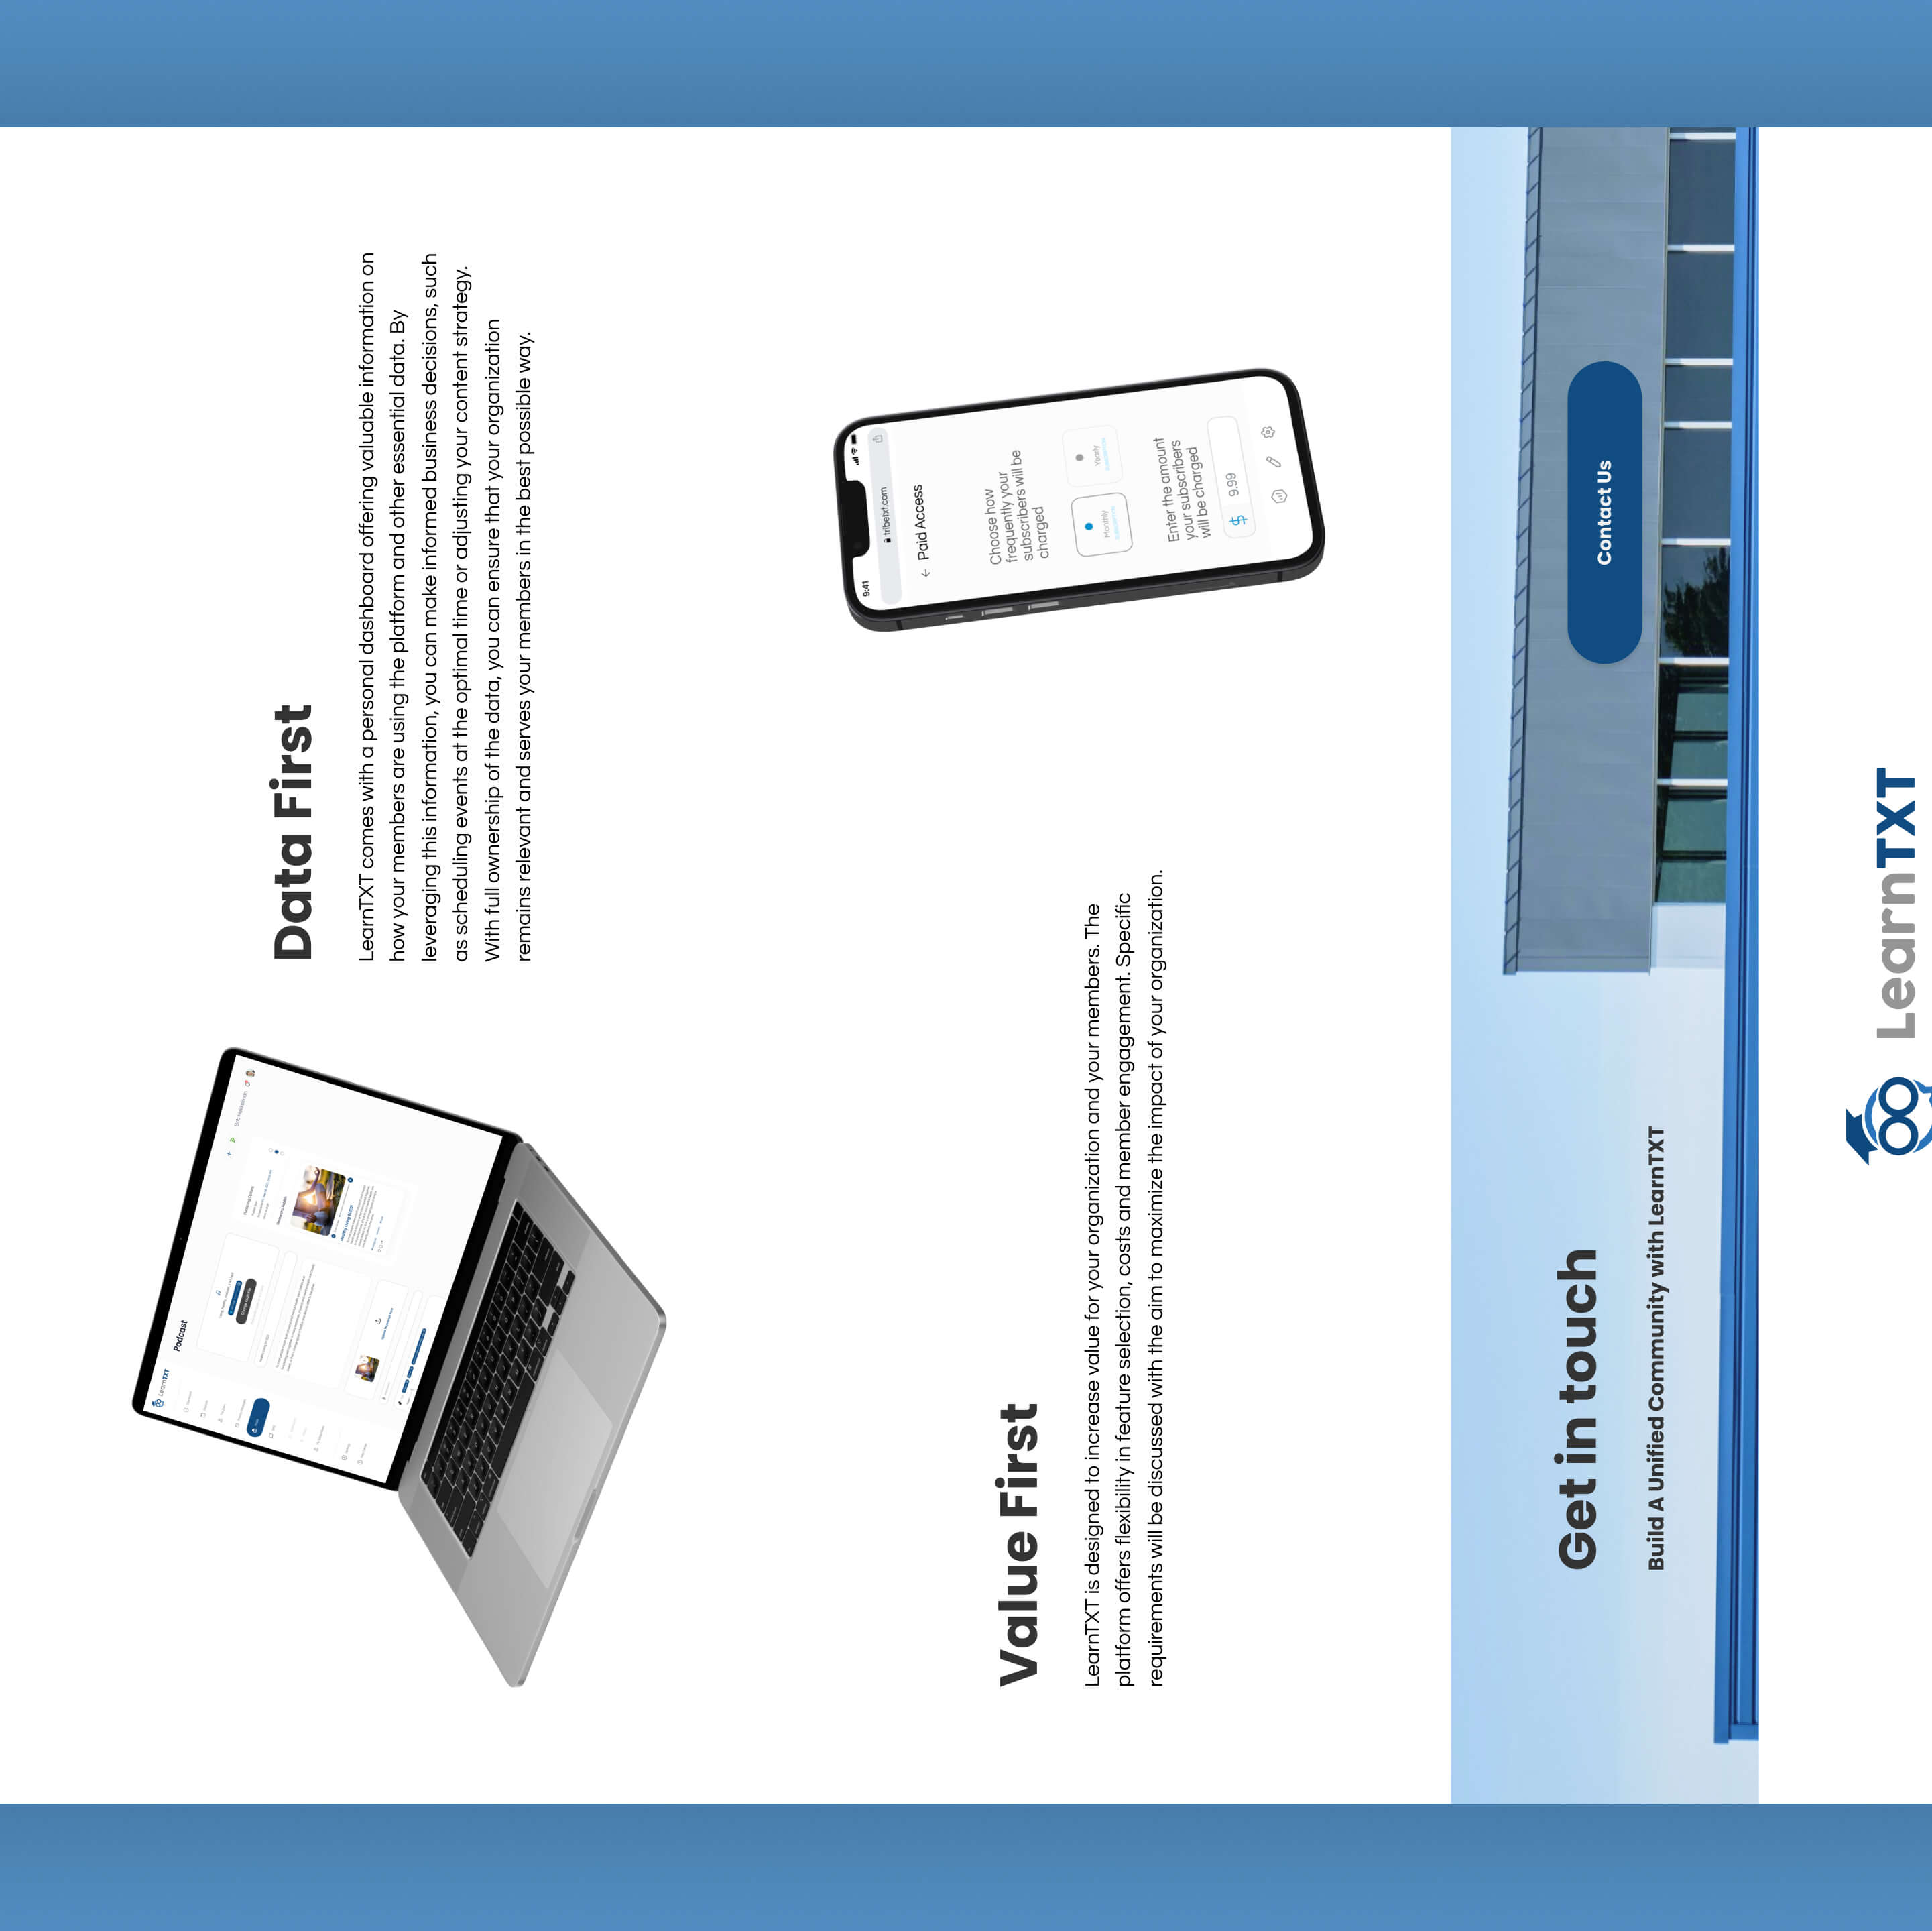 LearnTXT
Podcast
Data First
LearnTXT comes with a personal dashboard offering valuable information on
how your members are using the platform and other essential data. By
leveraging this information, you can make informed business decisions, such
as scheduling events at the optimal time or adjusting your content strategy.
With full ownership of the data, you can ensure that your organization
remains relevant and serves your members in the best possible way.
Value First
LearnTXT is designed to increase value for your organization and your members. The
platform offers flexibility in feature selection, costs and member engagement. Specific
requirements will be discussed with the aim to maximize the impact of your organization.
9:41
tribetxt.com
Paid Access
Choose how
frequently your
subscribers will be
charged
Monthly
Yearly
Enter the amount
your subscribers
will be charged
$ 9.99
Get in touch
Build A Unified Community with LearnTXT
Contact Us
LearnTXT